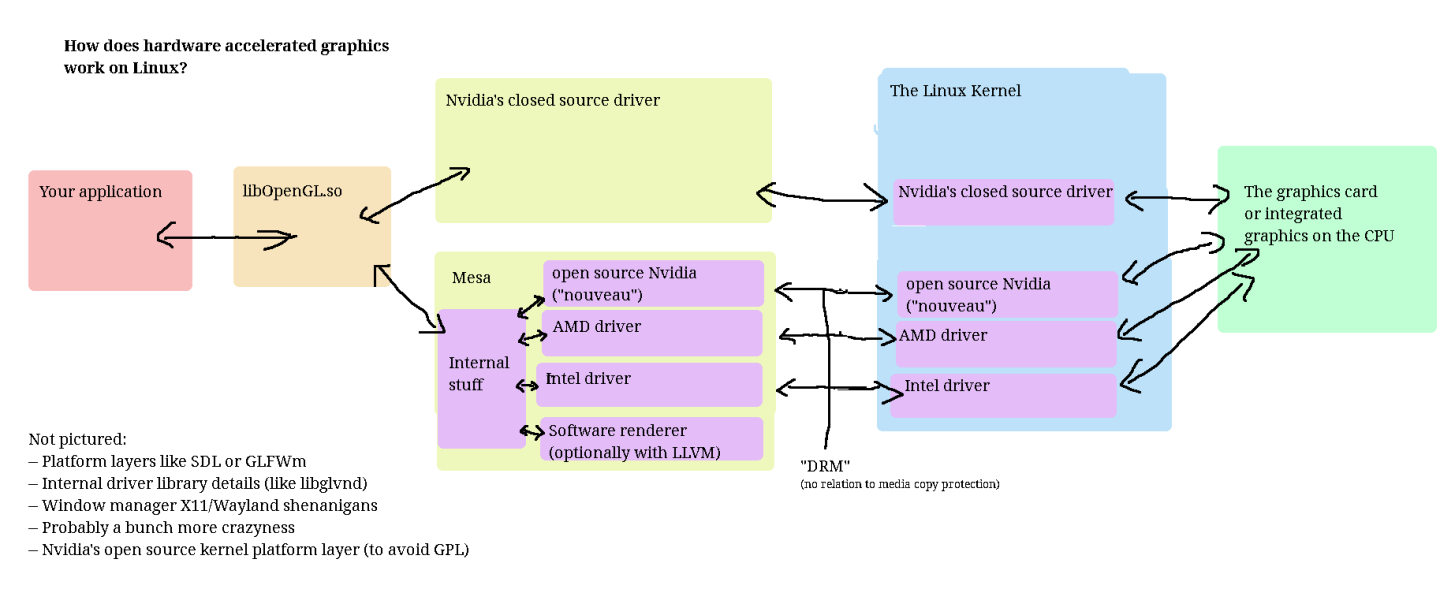 How does hardware accelerated graphics
work on Linux?
Your application
libOpenGL.so
Nvidia's closed source driver
Mesa
Internal
stuff
open source Nvidia
("nouveau")
AMD driver
Intel driver
Software renderer
(optionally with LLVM)
"DRM"
(no relation to media copy protection)
The Linux Kernel
Nvidia's closed source driver
open source Nvidia
("nouveau")
AMD driver
Intel driver
The graphics card
or integrated
graphics on the CPU
Not pictured:
– Platform layers like SDL or GLFWm
– Internal driver library details (like libglvnd)
– Window manager X11/Wayland shenanigans
– Probably a bunch more crazyness
– Nvidia's open source kernel platform layer (to avoid GPL)